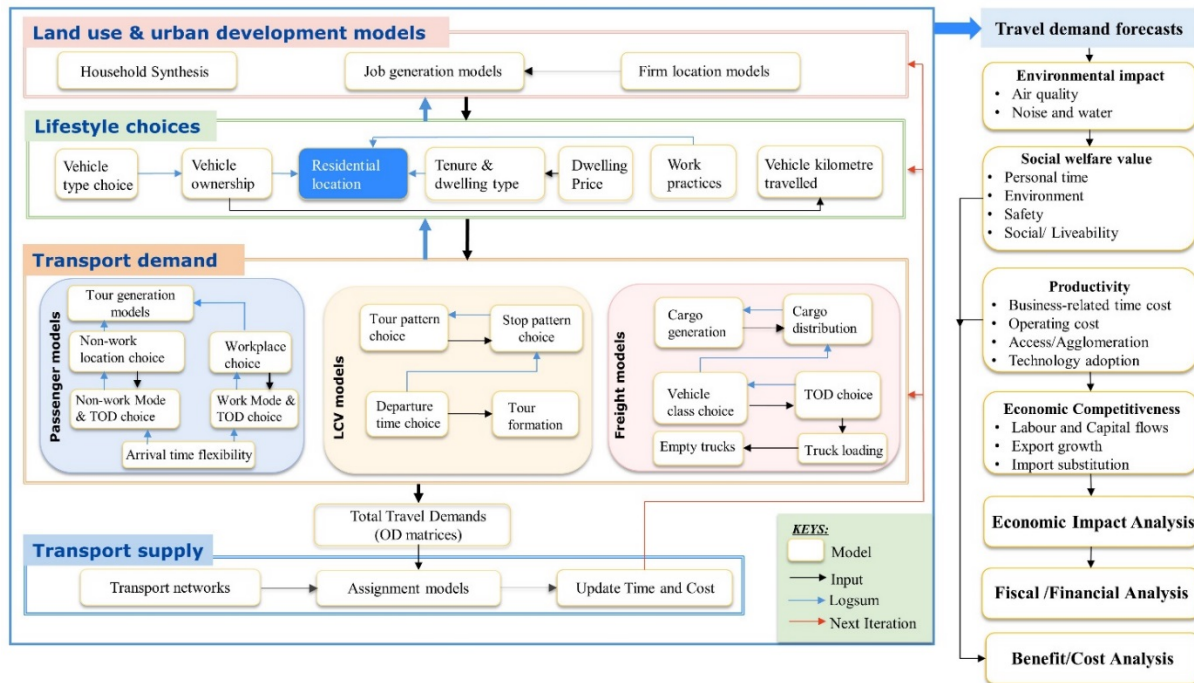 Land use & urban development models
Household Synthesis
Job generation models
Firm location models
Lifestyle choices
Vehicle
type choice
Vehicle
ownership
Residential
location
Tenure &
dwelling type
Dwelling
Price
Work
practices
Vehicle kilometre
travelled
Transport demand
Passenger models
Tour generation
models
Non-work
location choice
Workplace
choice
Non-work Mode
& TOD choice
Work Mode &
TOD choice
Arrival time flexibility
LCV models
Tour pattern
choice
Stop pattern
choice
Departure
time choice
Tour
formation
Freight models
Cargo
generation
Cargo
distribution
Vehicle
class choice
TOD choice
Empty trucks
Truck loading
Total Travel Demands
(OD matrices)
Transport supply
Transport networks
Assignment models
Update Time and Cost
KEYS:
Model
Input
Logsum
Next Iteration
Travel demand forecasts
Environmental impact
• Air quality
• Noise and water
Social welfare value
• Personal time
• Environment
• Safety
• Social/ Liveability
Productivity
• Business-related time cost
• Operating cost
• Access/Agglomeration
• Technology adoption
Economic Competitiveness
• Labour and Capital flows
• Export growth
• Import substitution
Economic Impact Analysis
Fiscal /Financial Analysis
Benefit/Cost Analysis